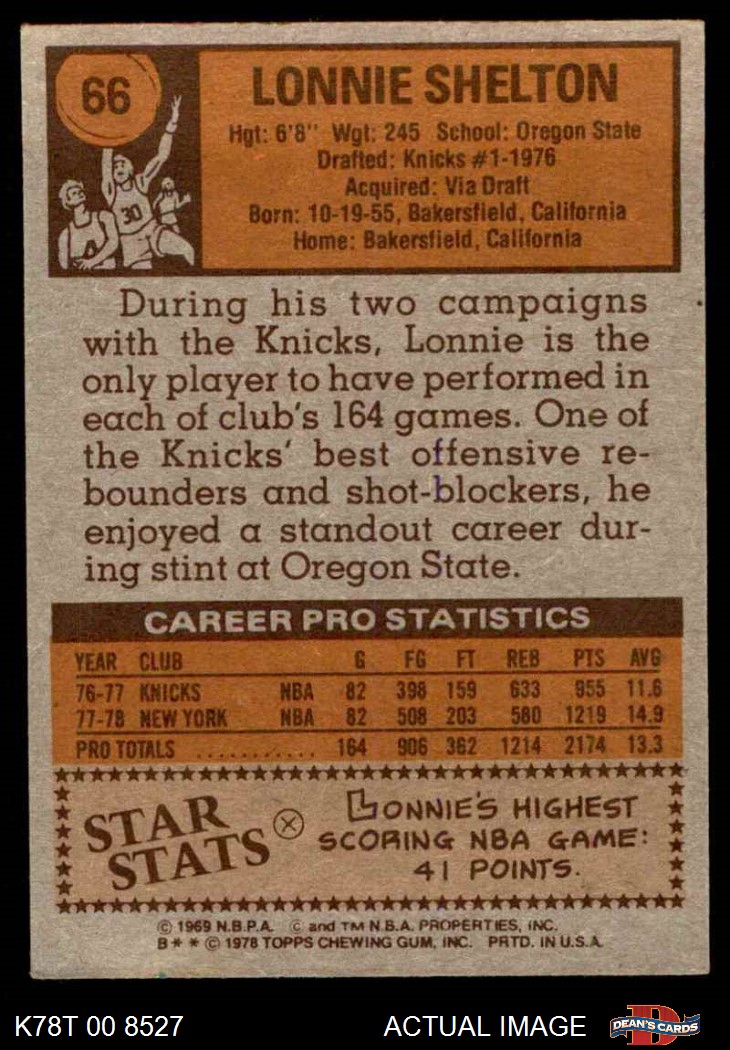 66
LONNIE SHELTON
Hgt: 6'8" Wgt: 245 School: Oregon State
Drafted: Knicks #1-1976
Acquired: Via Draft
Born: 10-19-55, Bakersfield, California
Home: Bakersfield, California
30
During his two campaigns
with the Knicks, Lonnie is the
only player to have performed in
each of club's 164 games. One of
the Knicks' best offensive re-
bounders and shot-blockers, he
enjoyed a standout career dur-
ing stint at Oregon State.
CAREER PRO STATISTICS
YEAR CLUB G FG FT REB PTS AVG
76-77 KNICKS NBA 82 398 159 633 955 11.6
77-78 NEW YORK NBA 82 508 203 580 1219 14.9
PRO TOTALS ........... 164 906 362 1214 2174 13.3
STAR
STATS
LONNIE'S HIGHEST
SCORING NBA GAME:
41 POINTS.
© 1969 N.B.P.A. © and TM N.B.A. PROPERTIES, INC.
B * * © 1978 TOPPS CHEWING GUM, INC. PRTD. IN U.S.A.
K78T 00 8527 ACTUAL IMAGE
DEAN'S CARDS